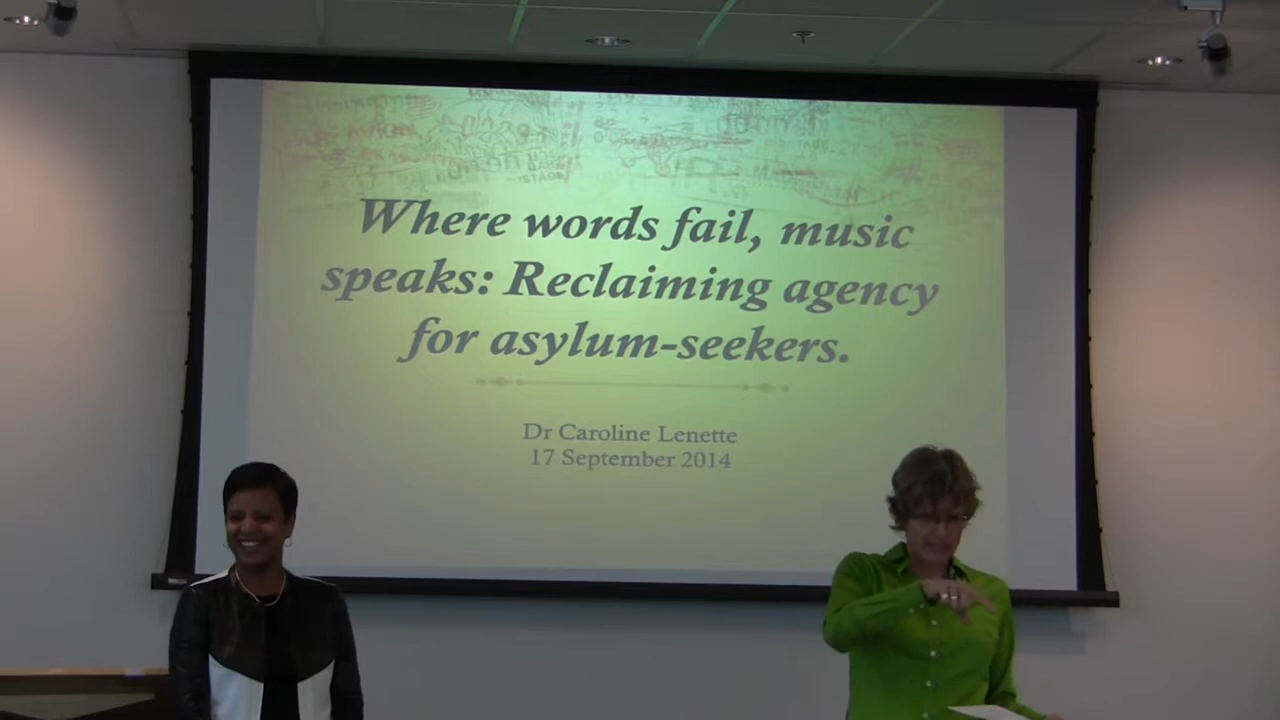 Where words fail, music
speaks: Reclaiming agency
for asylum-seekers.
Dr Caroline Lenette
17 September 2014